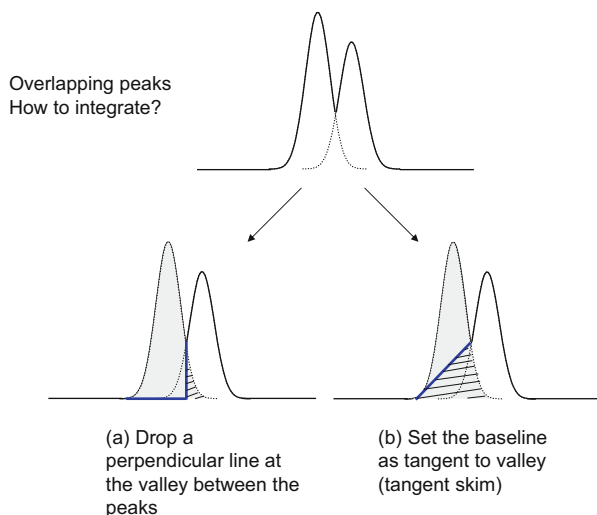 Overlapping peaks
How to integrate?
(a) Drop a
perpendicular line at
the valley between the
peaks
(b) Set the baseline
as tangent to valley
(tangent skim)